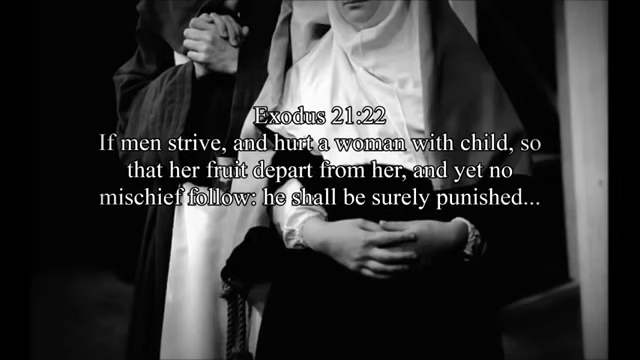 Exodus 21:22
If men strive, and hurt a woman with child, so
that her fruit depart from her, and yet no
mischief follow: he shall be surely punished...